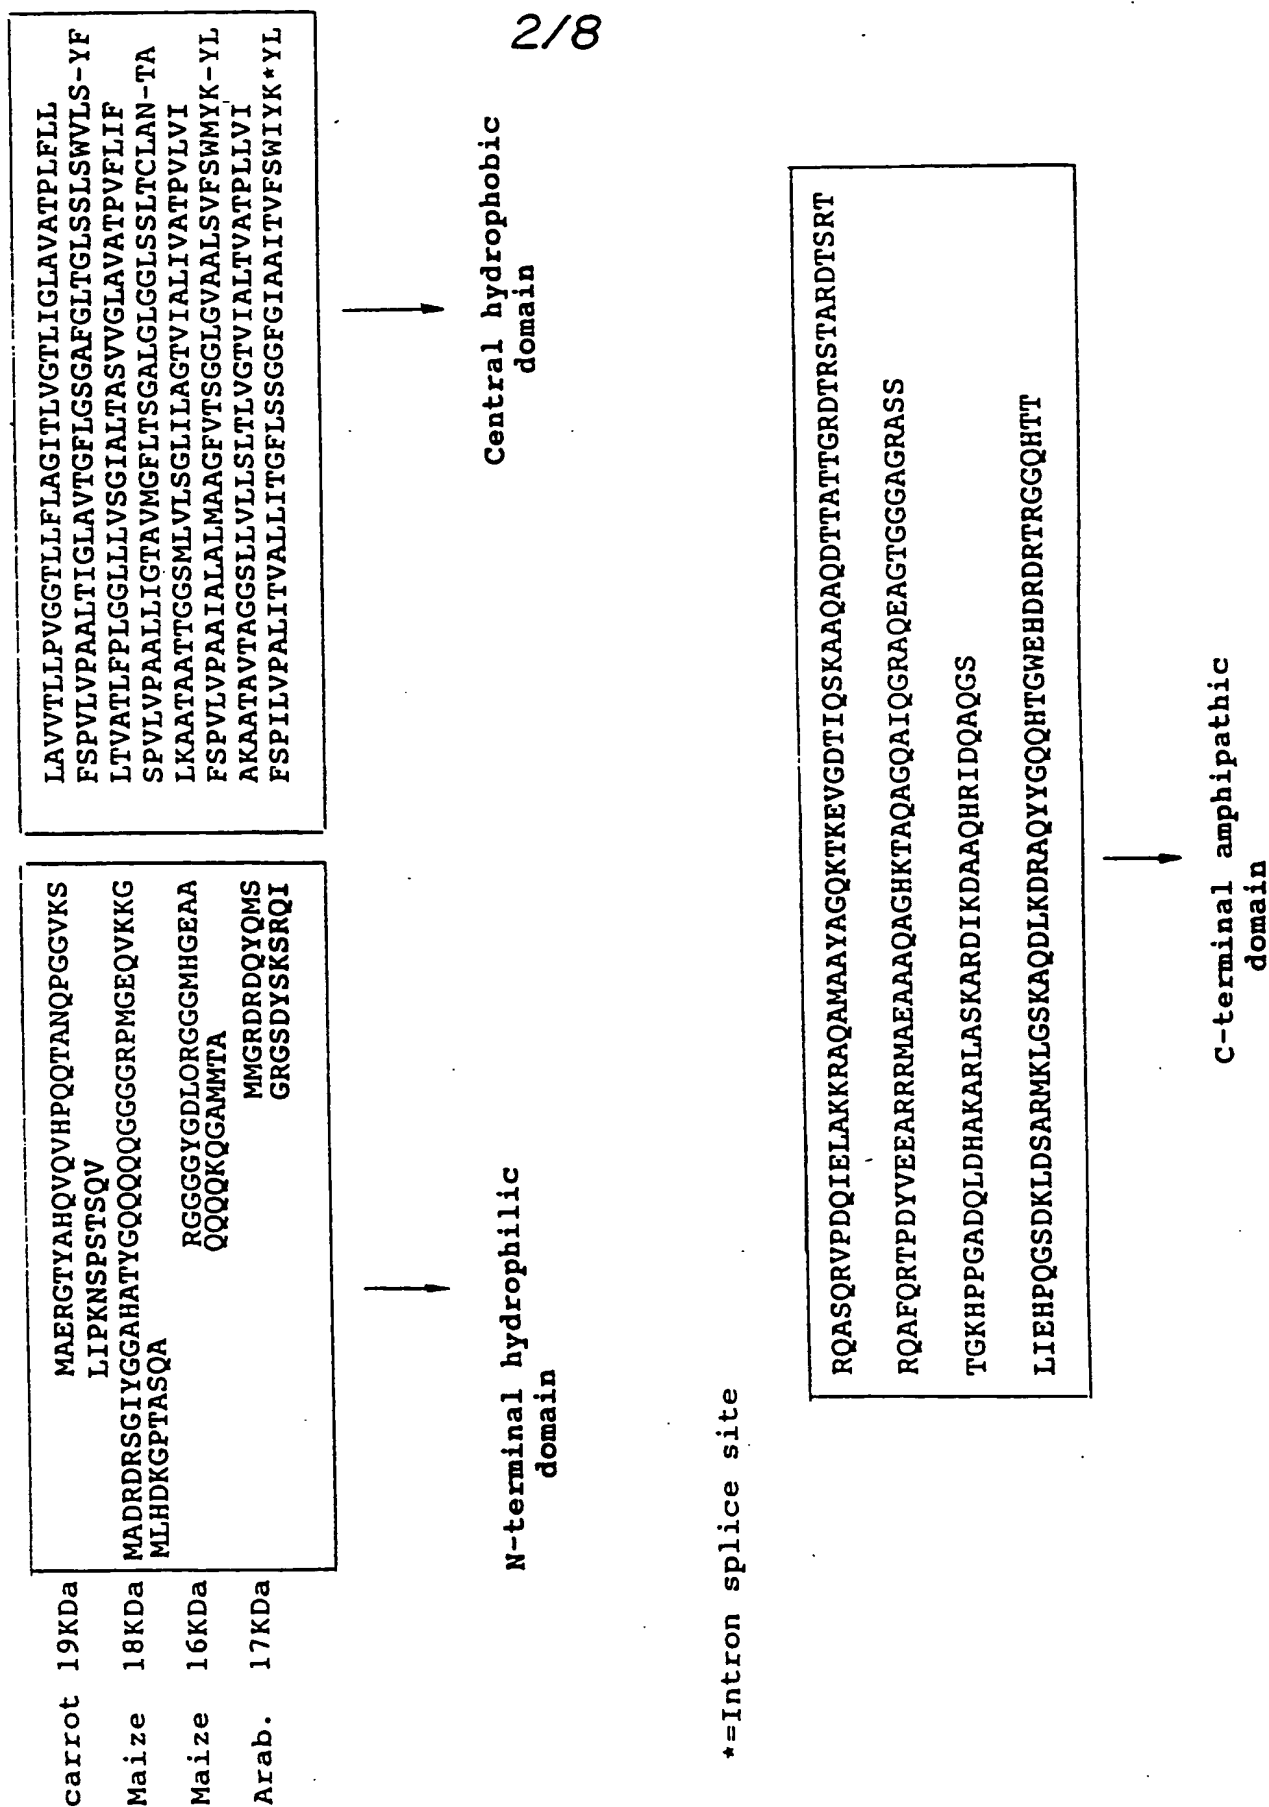 2/8
carrot 19KDa
Maize 18KDa
Maize 16KDa
Arab. 17KDa
MAERGTYAHQVQVHPQQTANQPGGVKS
LIPKNSPSTSQV
MADRDRSGIYGGAHATYGQQQQQGGGGRPMGEQVKKG
MLHDKGPTASQA
RGGGGYGDLORGGGMHGEAA
QQQQKQGAMMTA
MMGRDRDQYQMS
GRGSDYSKSRQI
N-terminal hydrophilic
domain
LAVVTLLPVGGTLLFLAGITLVGTLIGLAVATPLFLL
FSPVLVPAALTIGLAVTGFLGSGAFGLTGLSSLSWVLS-YF
LTVATLFPLGGLLLVSGIALTASVVGLAVATPVFLIF
SPVLVPAALLIGTAVMGFLTSGALGLGGLSSLTCLAN-TA
LKAATAATTGGSMLVLSGLILAGTVIALIVATPVLVI
FSPVLVPAAIALALMAAGFVTSGGLGVAALSVFSWMYK-YL
AKAATAVTAGGSLLVLLSLTLVGTVIALTVATPLLVI
FSPILVPALITVALLITGFLSSGGFGIAAITVFSWIYK*YL
Central hydrophobic
domain
*=Intron splice site
RQASQRVPDQIELAKKRAQAMAAYAGQKTKEVGDTIQSKAAQAQDTTATTGRDTRSTARDTSRT
RQAFQRTPDYVEEARRRMAEAAAQAGHKTAQAGQAIQGRAQEAGTGGGAGRASS
TGKHPPGADQLDHAKARLASKARDIKDAAQHRIDQAQGS
LIEHPQGSDKLDSARMKLGSKAQDLKDRAQYYGQQHTGWEHDRDRTRGGQHTT
C-terminal amphipathic
domain